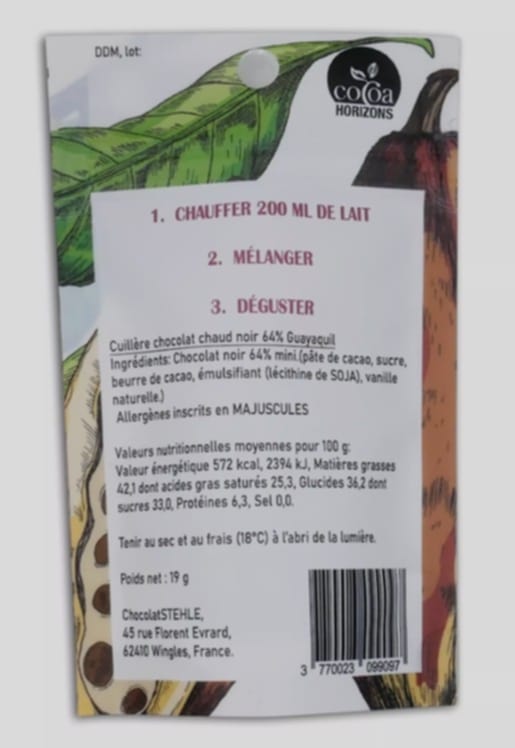 DDM, lot:
cocoa
HORIZONS
1. CHAUFFER 200 ML DE LAIT
2. MÉLANGER
3. DÉGUSTER
Cuillère chocolat chaud noir 64% Guayaquil
Ingrédients: Chocolat noir 64% mini.(pâte de cacao, sucre,
beurre de cacao, émulsifiant (lécithine de SOJA), vanille
naturelle.)
Allergènes inscrits en MAJUSCULES
Valeurs nutritionnelles moyennes pour 100 g:
Valeur énergétique 572 kcal, 2394 kJ, Matières grasses
42,1 dont acides gras saturés 25,3, Glucides 36,2 dont
sucres 33,0, Protéines 6,3, Sel 0,0.
Tenir au sec et au frais (18°C) à l'abri de la lumière.
Poids net : 19 g
ChocolatSTEHLE,
45 rue Florent Evrard,
62410 Wingles, France.
3 770023 099097